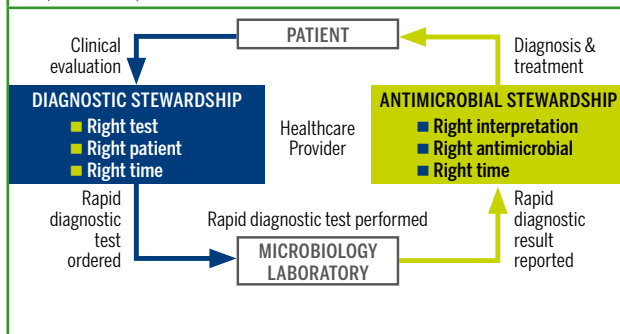 PATIENT
Clinical
evaluation
Diagnosis &
treatment
DIAGNOSTIC STEWARDSHIP
Right test
Right patient
Right time
Healthcare
Provider
ANTIMICROBIAL STEWARDSHIP
Right interpretation
Right antimicrobial
Right time
Rapid
diagnostic
test
ordered
Rapid diagnostic test performed
MICROBIOLOGY
LABORATORY
Rapid
diagnostic
result
reported